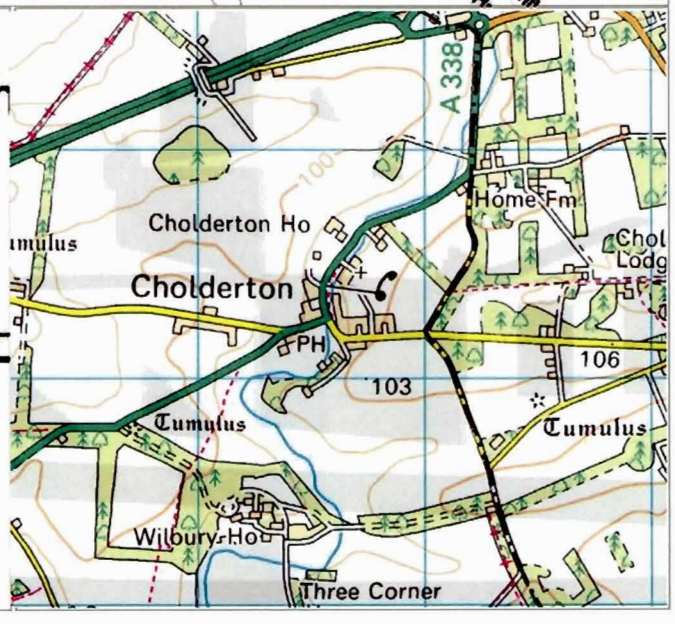 A 338
100
Home Fm
Cholderton Ho
umulus
Chol
Lodg
Cholderton
PH
106
103
Tumulus
Tumulus
Wilbury Ho
Three Corner